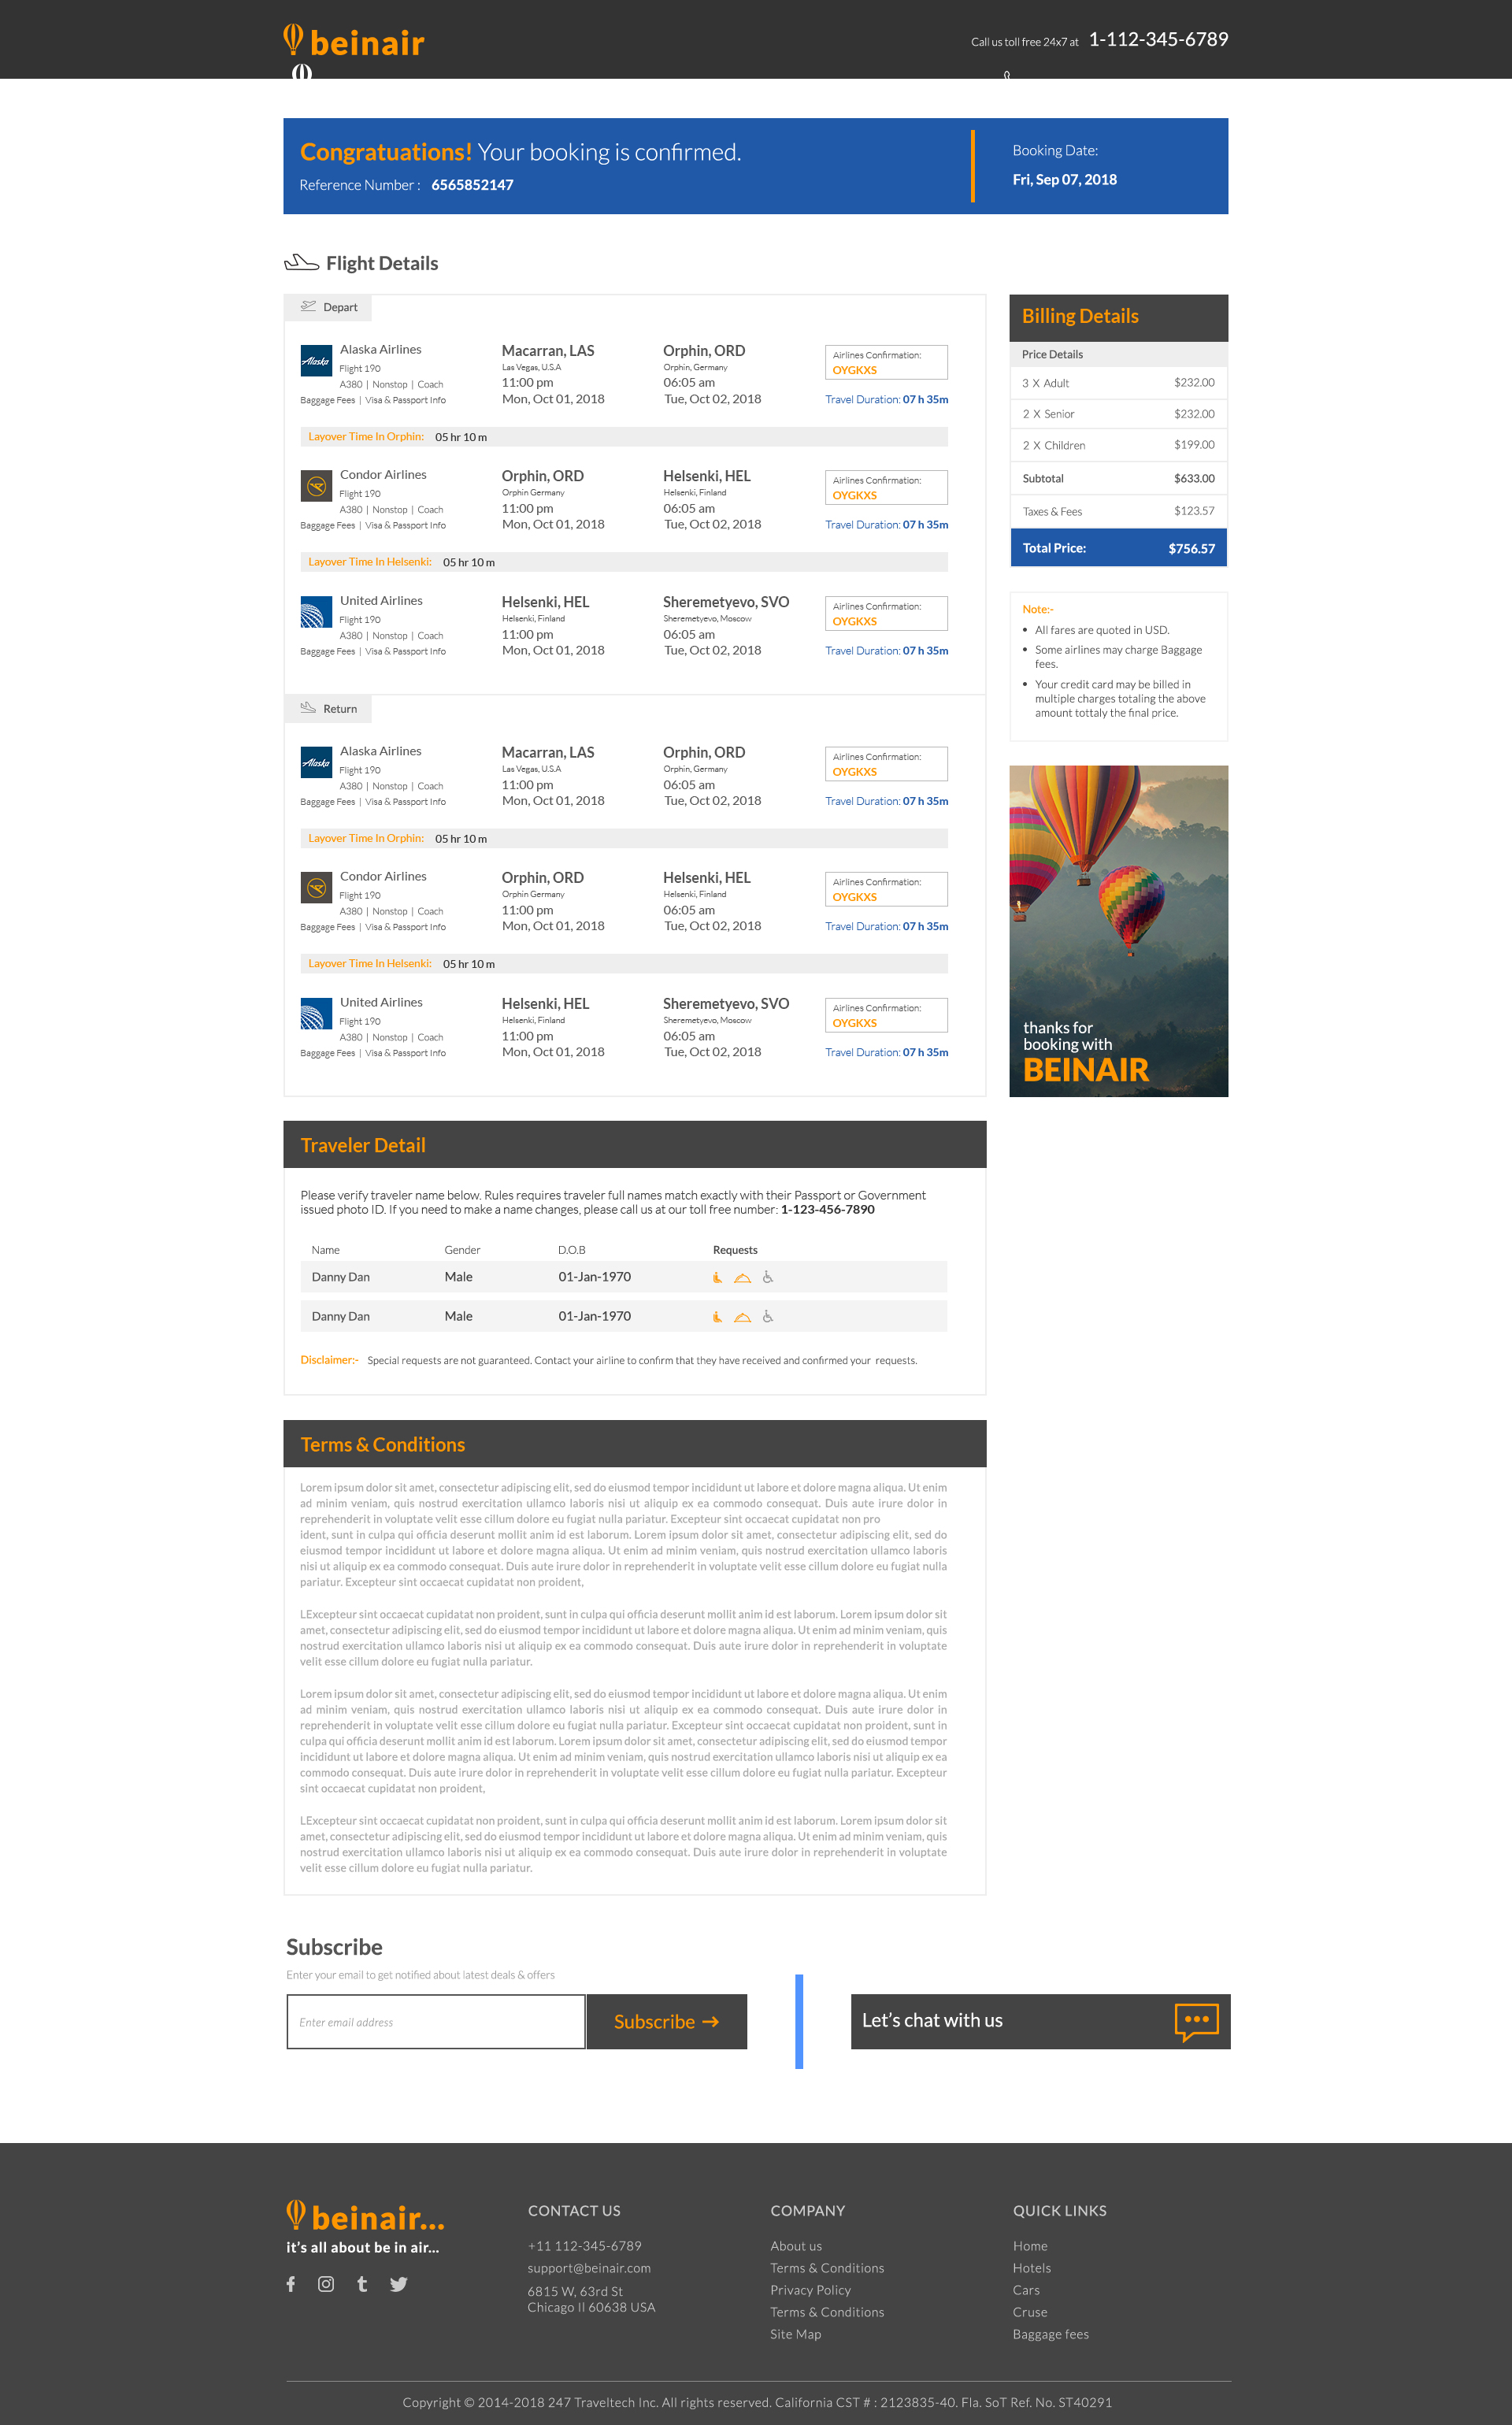 beinair
Call us toll free 24x7 at 1-112-345-6789
Congratuations! Your booking is confirmed.
Reference Number : 6565852147
Booking Date:
Fri, Sep 07, 2018
Flight Details
Depart
Alaska
Alaska Airlines
Flight 190
A380 | Nonstop | Coach
Baggage Fees | Visa & Passport Info
Macarran, LAS
Las Vegas, U.S.A
11:00 pm
Mon, Oct 01, 2018
Orphin, ORD
Orphin, Germany
06:05 am
Tue, Oct 02, 2018
Airlines Confirmation:
OYGKXS
Travel Duration: 07 h 35m
Layover Time In Orphin: 05 hr 10 m
Condor Airlines
Flight 190
A380 | Nonstop | Coach
Baggage Fees | Visa & Passport Info
Orphin, ORD
Orphin Germany
11:00 pm
Mon, Oct 01, 2018
Helsenki, HEL
Helsenki, Finland
06:05 am
Tue, Oct 02, 2018
Airlines Confirmation:
OYGKXS
Travel Duration: 07 h 35m
Layover Time In Helsenki: 05 hr 10 m
United Airlines
Flight 190
A380 | Nonstop | Coach
Baggage Fees | Visa & Passport Info
Helsenki, HEL
Helsenki, Finland
11:00 pm
Mon, Oct 01, 2018
Sheremetyevo, SVO
Sheremetyevo, Moscow
06:05 am
Tue, Oct 02, 2018
Airlines Confirmation:
OYGKXS
Travel Duration: 07 h 35m
Return
Alaska
Alaska Airlines
Flight 190
A380 | Nonstop | Coach
Baggage Fees | Visa & Passport Info
Macarran, LAS
Las Vegas, U.S.A
11:00 pm
Mon, Oct 01, 2018
Orphin, ORD
Orphin, Germany
06:05 am
Tue, Oct 02, 2018
Airlines Confirmation:
OYGKXS
Travel Duration: 07 h 35m
Layover Time In Orphin: 05 hr 10 m
Condor Airlines
Flight 190
A380 | Nonstop | Coach
Baggage Fees | Visa & Passport Info
Orphin, ORD
Orphin Germany
11:00 pm
Mon, Oct 01, 2018
Helsenki, HEL
Helsenki, Finland
06:05 am
Tue, Oct 02, 2018
Airlines Confirmation:
OYGKXS
Travel Duration: 07 h 35m
Layover Time In Helsenki: 05 hr 10 m
United Airlines
Flight 190
A380 | Nonstop | Coach
Baggage Fees | Visa & Passport Info
Helsenki, HEL
Helsenki, Finland
11:00 pm
Mon, Oct 01, 2018
Sheremetyevo, SVO
Sheremetyevo, Moscow
06:05 am
Tue, Oct 02, 2018
Airlines Confirmation:
OYGKXS
Travel Duration: 07 h 35m
Billing Details
Price Details
3 X Adult $232.00
2 X Senior $232.00
2 X Children $199.00
Subtotal $633.00
Taxes & Fees $123.57
Total Price: $756.57
Note:-
• All fares are quoted in USD.
• Some airlines may charge Baggage
fees.
• Your credit card may be billed in
multiple charges totaling the above
amount tottaly the final price.
thanks for
booking with
BEINAIR
Traveler Detail
Please verify traveler name below. Rules requires traveler full names match exactly with their Passport or Government
issued photo ID. If you need to make a name changes, please call us at our toll free number: 1-123-456-7890
Name Gender D.O.B Requests
Danny Dan Male 01-Jan-1970
Danny Dan Male 01-Jan-1970
Disclaimer:- Special requests are not guaranteed. Contact your airline to confirm that they have received and confirmed your requests.
Terms & Conditions
Lorem ipsum dolor sit amet, consectetur adipiscing elit, sed do eiusmod tempor incididunt ut labore et dolore magna aliqua. Ut enim
ad minim veniam, quis nostrud exercitation ullamco laboris nisi ut aliquip ex ea commodo consequat. Duis aute irure dolor in
reprehenderit in voluptate velit esse cillum dolore eu fugiat nulla pariatur. Excepteur sint occaecat cupidatat non pro
ident, sunt in culpa qui officia deserunt mollit anim id est laborum. Lorem ipsum dolor sit amet, consectetur adipiscing elit, sed do
eiusmod tempor incididunt ut labore et dolore magna aliqua. Ut enim ad minim veniam, quis nostrud exercitation ullamco laboris
nisi ut aliquip ex ea commodo consequat. Duis aute irure dolor in reprehenderit in voluptate velit esse cillum dolore eu fugiat nulla
pariatur. Excepteur sint occaecat cupidatat non proident,
LExcepteur sint occaecat cupidatat non proident, sunt in culpa qui officia deserunt mollit anim id est laborum. Lorem ipsum dolor sit
amet, consectetur adipiscing elit, sed do eiusmod tempor incididunt ut labore et dolore magna aliqua. Ut enim ad minim veniam, quis
nostrud exercitation ullamco laboris nisi ut aliquip ex ea commodo consequat. Duis aute irure dolor in reprehenderit in voluptate
velit esse cillum dolore eu fugiat nulla pariatur.
Lorem ipsum dolor sit amet, consectetur adipiscing elit, sed do eiusmod tempor incididunt ut labore et dolore magna aliqua. Ut enim
ad minim veniam, quis nostrud exercitation ullamco laboris nisi ut aliquip ex ea commodo consequat. Duis aute irure dolor in
reprehenderit in voluptate velit esse cillum dolore eu fugiat nulla pariatur. Excepteur sint occaecat cupidatat non proident, sunt in
culpa qui officia deserunt mollit anim id est laborum. Lorem ipsum dolor sit amet, consectetur adipiscing elit, sed do eiusmod tempor
incididunt ut labore et dolore magna aliqua. Ut enim ad minim veniam, quis nostrud exercitation ullamco laboris nisi ut aliquip ex ea
commodo consequat. Duis aute irure dolor in reprehenderit in voluptate velit esse cillum dolore eu fugiat nulla pariatur. Excepteur
sint occaecat cupidatat non proident,
LExcepteur sint occaecat cupidatat non proident, sunt in culpa qui officia deserunt mollit anim id est laborum. Lorem ipsum dolor sit
amet, consectetur adipiscing elit, sed do eiusmod tempor incididunt ut labore et dolore magna aliqua. Ut enim ad minim veniam, quis
nostrud exercitation ullamco laboris nisi ut aliquip ex ea commodo consequat. Duis aute irure dolor in reprehenderit in voluptate
velit esse cillum dolore eu fugiat nulla pariatur.
Subscribe
Enter your email to get notified about latest deals & offers
Enter email address
Subscribe →
Let's chat with us
beinair...
it's all about be in air...
CONTACT US
+11 112-345-6789
support@beinair.com
6815 W, 63rd St
Chicago Il 60638 USA
COMPANY
About us
Terms & Conditions
Privacy Policy
Terms & Conditions
Site Map
QUICK LINKS
Home
Hotels
Cars
Cruse
Baggage fees
Copyright © 2014-2018 247 Traveltech Inc. All rights reserved. California CST # : 2123835-40. Fla. SoT Ref. No. ST40291